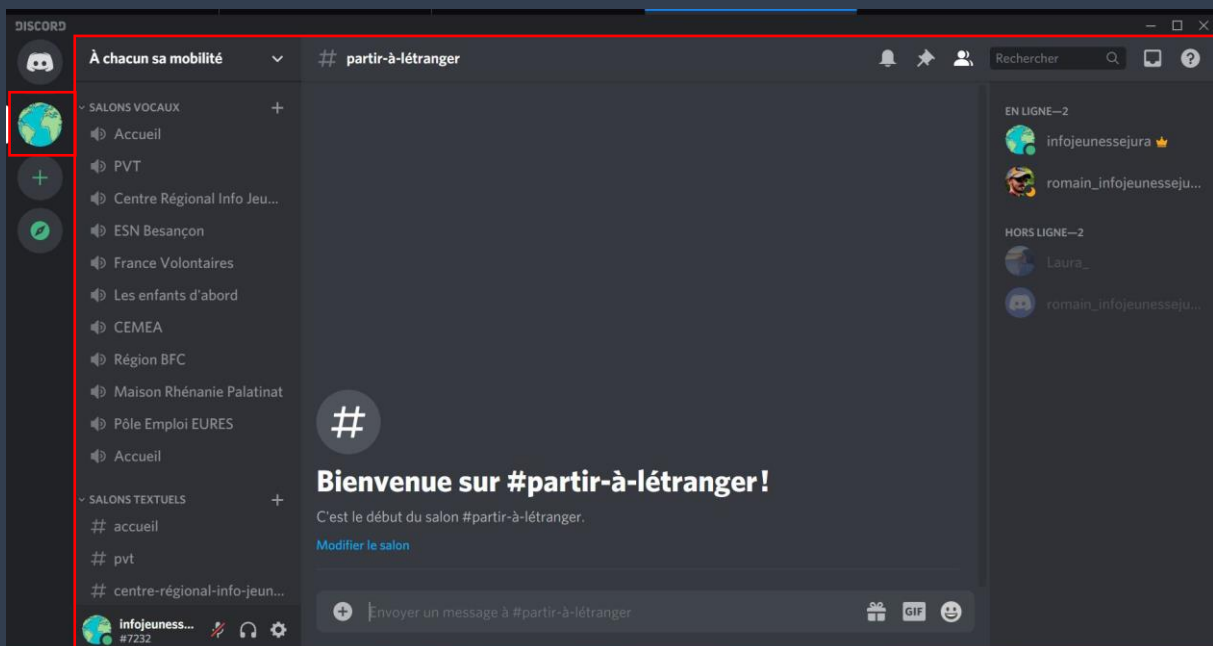 DISCORD
À chacun sa mobilité
SALONS VOCAUX
Accueil
PVT
Centre Régional Info Jeu...
ESN Besançon
France Volontaires
Les enfants d'abord
CEMEA
Région BFC
Maison Rhénanie Palatinat
Pôle Emploi EURES
Accueil
SALONS TEXTUELS
# accueil
# pvt
# centre-régional-info-jeun...
infojeuness...
#7232
# partir-à-létranger
#
Bienvenue sur #partir-à-létranger !
C'est le début du salon #partir-à-létranger.
Modifier le salon
Envoyer un message à #partir-à-létranger
GIF
Rechercher
EN LIGNE—2
infojeunessejura
romain_infojeunesseju...
HORS LIGNE—2
Laura_
romain_infojeunesseju...